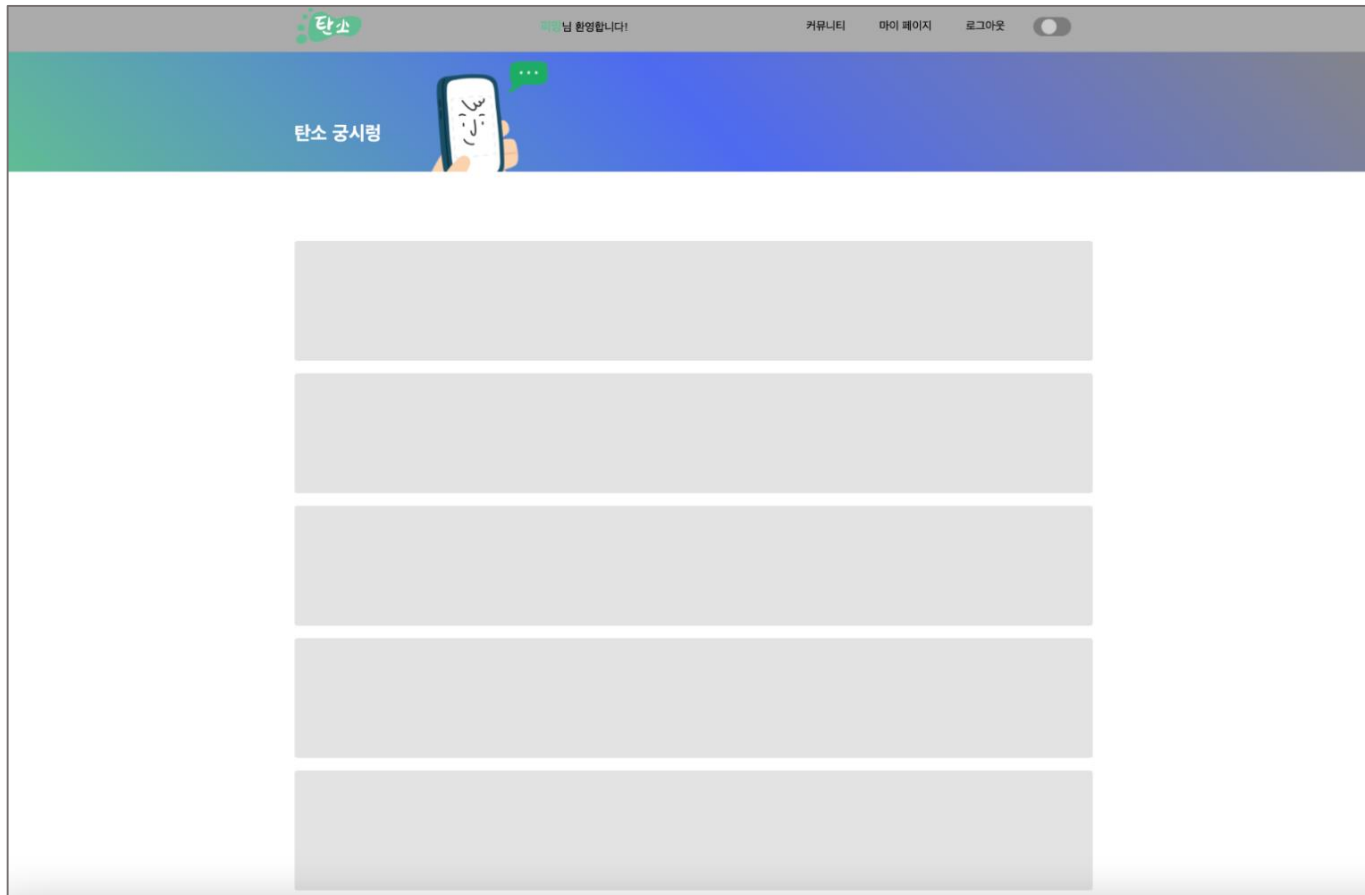 탄소
님 환영합니다!
커뮤니티
마이 페이지
로그아웃
탄소 궁시렁